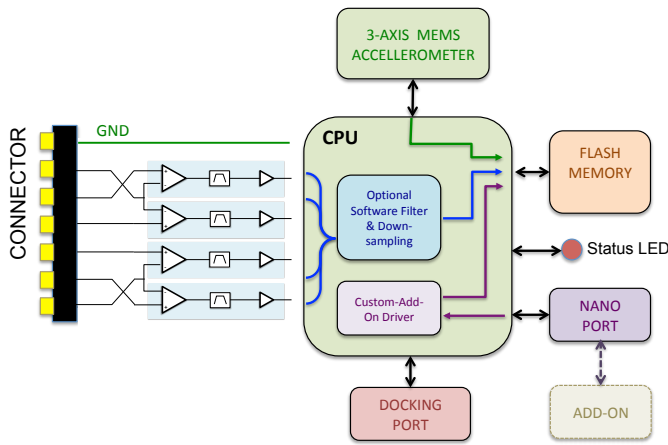 3-AXIS MEMS
ACCELLEROMETER
CONNECTOR
GND
CPU
Optional
Software Filter
& Down-
sampling
Custom-Add-
On Driver
FLASH
MEMORY
Status LED
NANO
PORT
DOCKING
PORT
ADD-ON